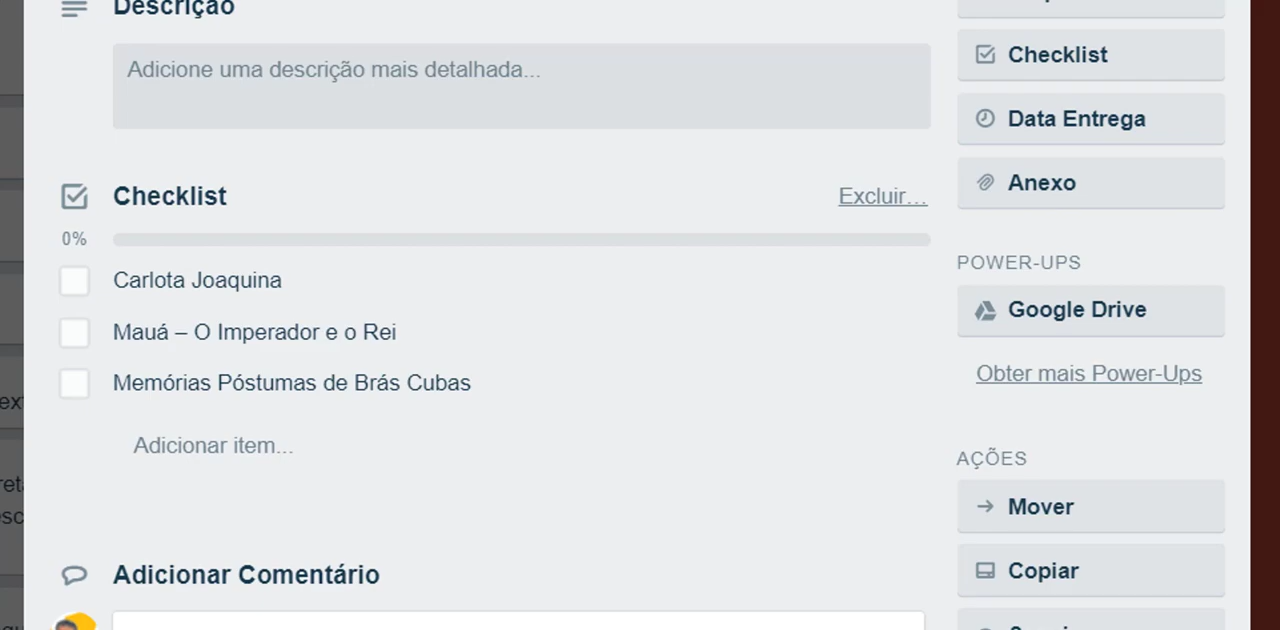 Descrição
Adicione uma descrição mais detalhada...
Checklist
Excluir...
0%
Carlota Joaquina
Mauá – O Imperador e o Rei
Memórias Póstumas de Brás Cubas
Adicionar item...
Adicionar Comentário
Checklist
Data Entrega
Anexo
POWER-UPS
Google Drive
Obter mais Power-Ups
AÇÕES
Mover
Copiar